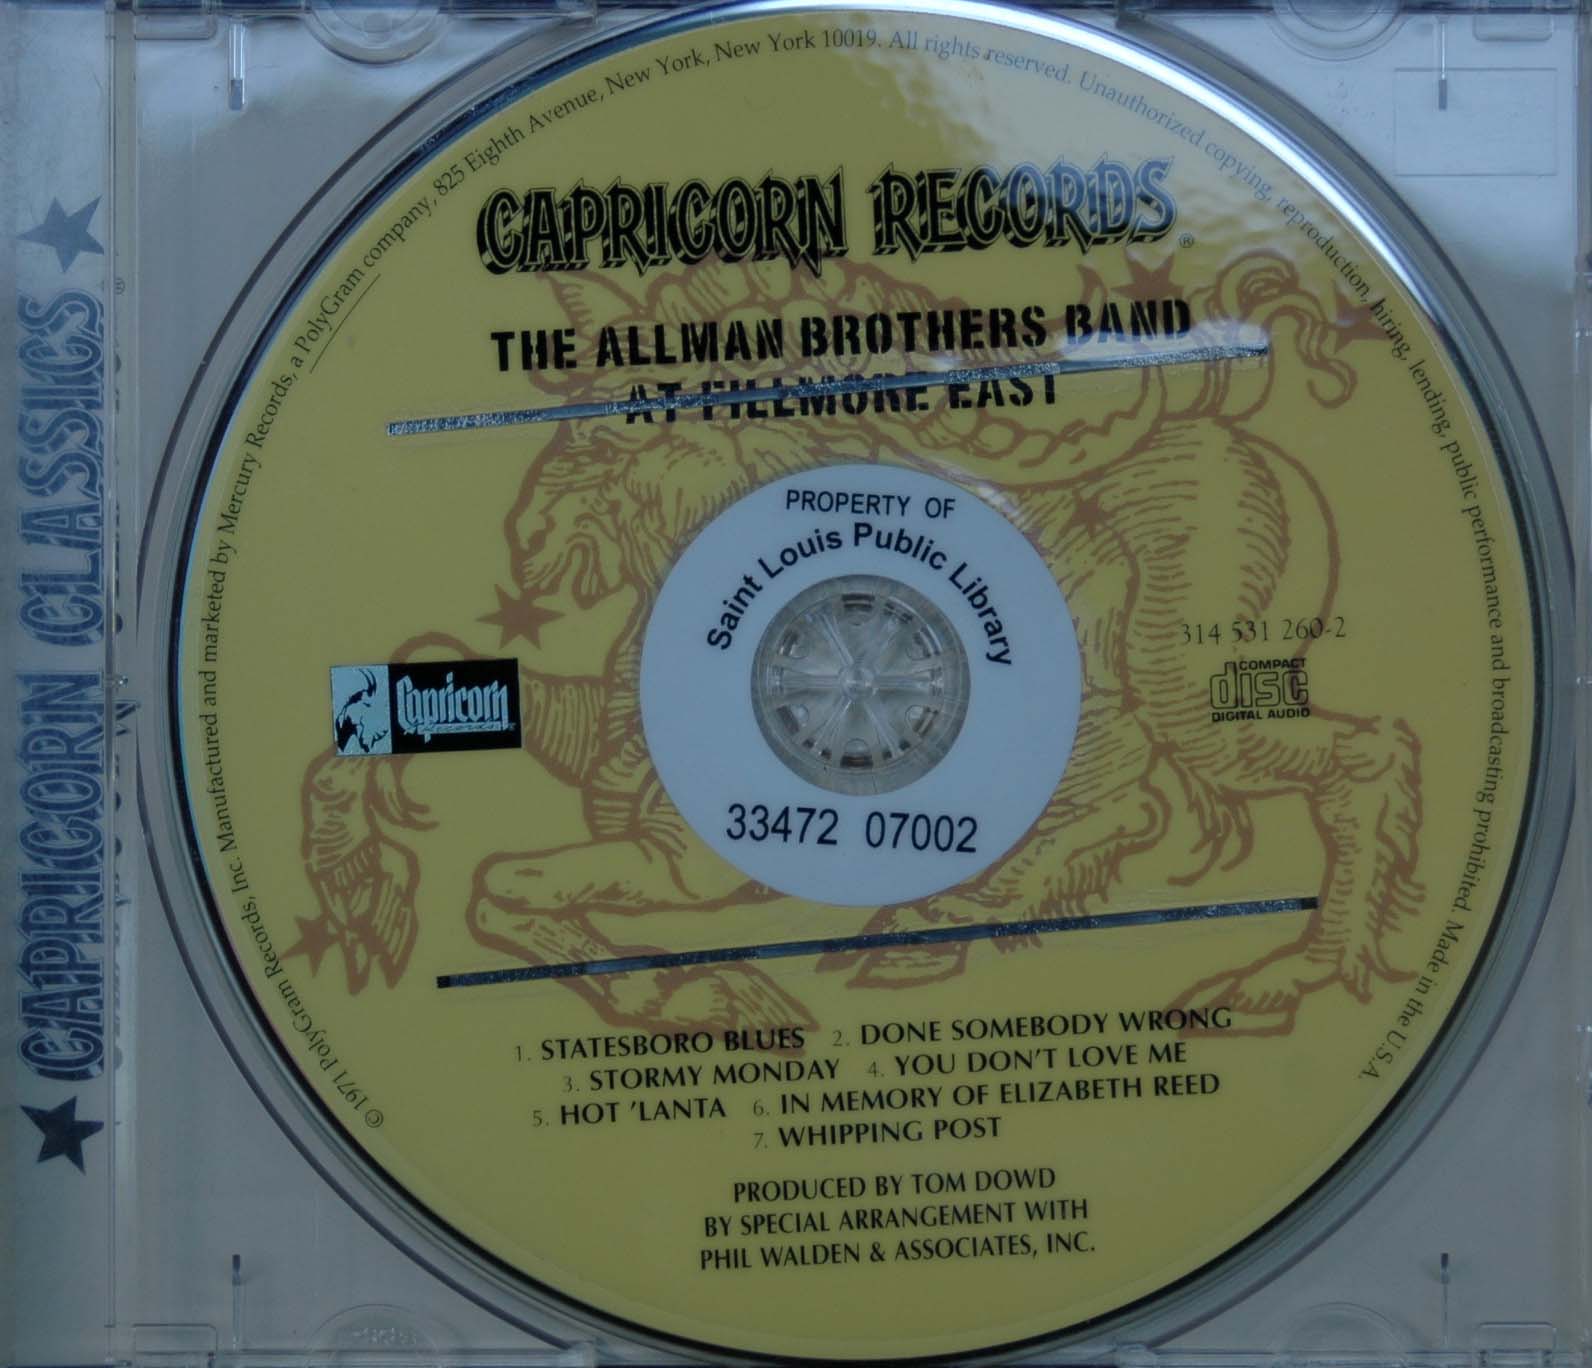 CAPRICORN CLASSICS
© 1971 PolyGram Records, Inc. Manufactured and marketed by Mercury Records, a PolyGram company, 825 Eighth Avenue, New York, New York 10019. All rights reserved. Unauthorized copying, reproduction, hiring, lending, public performance and broadcasting prohibited. Made in the U.S.A.
CAPRICORN RECORDS®
THE ALLMAN BROTHERS BAND
AT FILLMORE EAST
PROPERTY OF
Saint Louis Public Library
314 531 260-2
Capricorn
Records
COMPACT
disc
DIGITAL AUDIO
33472 07002
1. STATESBORO BLUES 2. DONE SOMEBODY WRONG
3. STORMY MONDAY 4. YOU DON'T LOVE ME
5. HOT 'LANTA 6. IN MEMORY OF ELIZABETH REED
7. WHIPPING POST
PRODUCED BY TOM DOWD
BY SPECIAL ARRANGEMENT WITH
PHIL WALDEN & ASSOCIATES, INC.